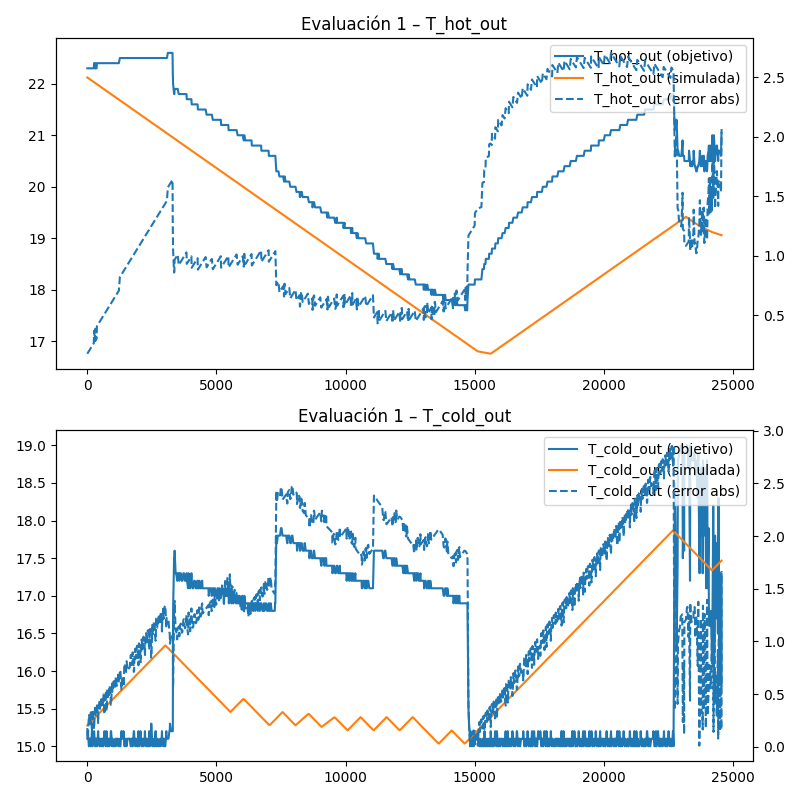 Evaluación 1 – T_hot_out
T_hot_out (objetivo)
T_hot_out (simulada)
T_hot_out (error abs)
22
21
20
19
18
17
2.5
2.0
1.5
1.0
0.5
0 5000 10000 15000 20000 25000
Evaluación 1 – T_cold_out
T_cold_out (objetivo)
T_cold_out (simulada)
T_cold_out (error abs)
19.0
18.5
18.0
17.5
17.0
16.5
16.0
15.5
15.0
3.0
2.5
2.0
1.5
1.0
0.5
0.0
0 5000 10000 15000 20000 25000